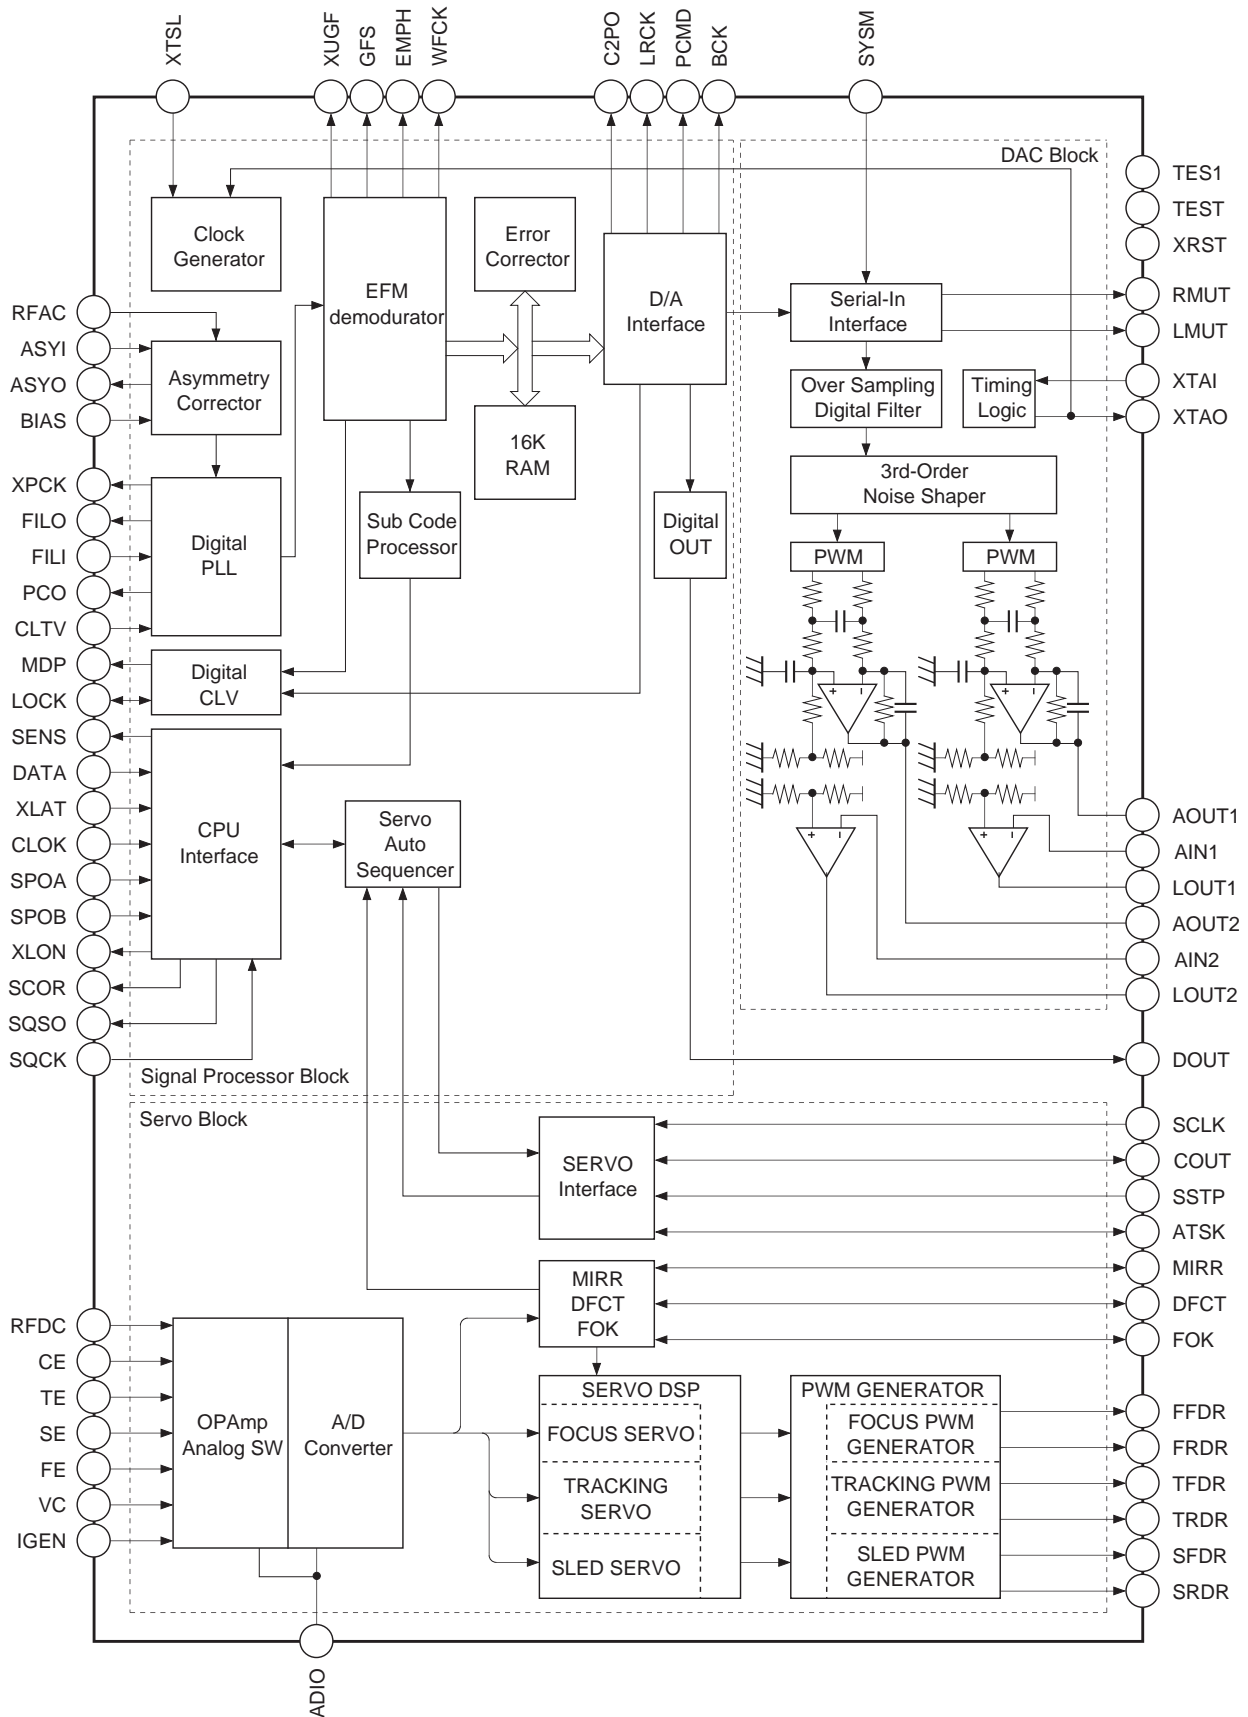 XTSL
XUGF
GFS
EMPH
WFCK
C2PO
LRCK
PCMD
BCK
SYSM
DAC Block
TES1
TEST
XRST
RMUT
LMUT
XTAI
XTAO
Clock
Generator
EFM
demodurator
Error
Corrector
D/A
Interface
Serial-In
Interface
RFAC
ASYI
ASYO
BIAS
Asymmetry
Corrector
Over Sampling
Digital Filter
Timing
Logic
16K
RAM
3rd-Order
Noise Shaper
XPCK
FILO
FILI
PCO
CLTV
Digital
PLL
Sub Code
Processor
Digital
OUT
PWM
PWM
MDP
LOCK
Digital
CLV
+
–
+
–
SENS
DATA
XLAT
CLOK
SPOA
SPOB
XLON
SCOR
SQSO
SQCK
CPU
Interface
Servo
Auto
Sequencer
+
–
+
–
AOUT1
AIN1
LOUT1
AOUT2
AIN2
LOUT2
DOUT
Signal Processor Block
Servo Block
SERVO
Interface
SCLK
COUT
SSTP
ATSK
MIRR
DFCT
FOK
MIRR
DFCT
FOK
RFDC
CE
TE
SE
FE
VC
IGEN
OPAmp
Analog SW
A/D
Converter
SERVO DSP
FOCUS SERVO
TRACKING
SERVO
SLED SERVO
PWM GENERATOR
FOCUS PWM
GENERATOR
TRACKING PWM
GENERATOR
SLED PWM
GENERATOR
FFDR
FRDR
TFDR
TRDR
SFDR
SRDR
ADIO